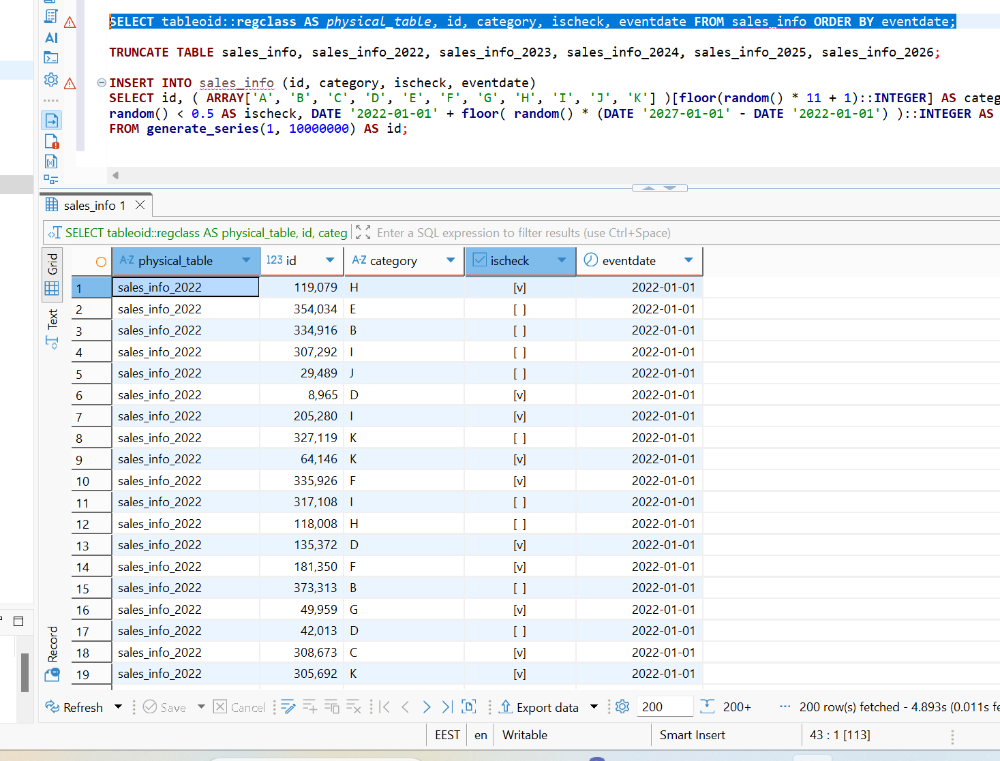 SELECT tableoid::regclass AS physical_table, id, category, ischeck, eventdate FROM sales_info ORDER BY eventdate;
TRUNCATE TABLE sales_info, sales_info_2022, sales_info_2023, sales_info_2024, sales_info_2025, sales_info_2026;
INSERT INTO sales_info (id, category, ischeck, eventdate)
SELECT id, ( ARRAY['A', 'B', 'C', 'D', 'E', 'F', 'G', 'H', 'I', 'J', 'K'] )[floor(random() * 11 + 1)::INTEGER] AS categ
random() < 0.5 AS ischeck, DATE '2022-01-01' + floor( random() * (DATE '2027-01-01' - DATE '2022-01-01') )::INTEGER AS
FROM generate_series(1, 10000000) AS id;
AI
sales_info 1
SELECT tableoid::regclass AS physical_table, id, categ Enter a SQL expression to filter results (use Ctrl+Space)
Grid
Text
Record
A-Z physical_table 123 id A-Z category ischeck eventdate
1 sales_info_2022 119,079 H [v] 2022-01-01
2 sales_info_2022 354,034 E [ ] 2022-01-01
3 sales_info_2022 334,916 B [ ] 2022-01-01
4 sales_info_2022 307,292 I [ ] 2022-01-01
5 sales_info_2022 29,489 J [ ] 2022-01-01
6 sales_info_2022 8,965 D [v] 2022-01-01
7 sales_info_2022 205,280 I [v] 2022-01-01
8 sales_info_2022 327,119 K [ ] 2022-01-01
9 sales_info_2022 64,146 K [v] 2022-01-01
10 sales_info_2022 335,926 F [v] 2022-01-01
11 sales_info_2022 317,108 I [ ] 2022-01-01
12 sales_info_2022 118,008 H [ ] 2022-01-01
13 sales_info_2022 135,372 D [v] 2022-01-01
14 sales_info_2022 181,350 F [v] 2022-01-01
15 sales_info_2022 373,313 B [ ] 2022-01-01
16 sales_info_2022 49,959 G [v] 2022-01-01
17 sales_info_2022 42,013 D [ ] 2022-01-01
18 sales_info_2022 308,673 C [v] 2022-01-01
19 sales_info_2022 305,692 K [v] 2022-01-01
Refresh Save Cancel Export data 200 200+ ... 200 row(s) fetched - 4.893s (0.011s fe
EEST en Writable Smart Insert 43 : 1 [113]